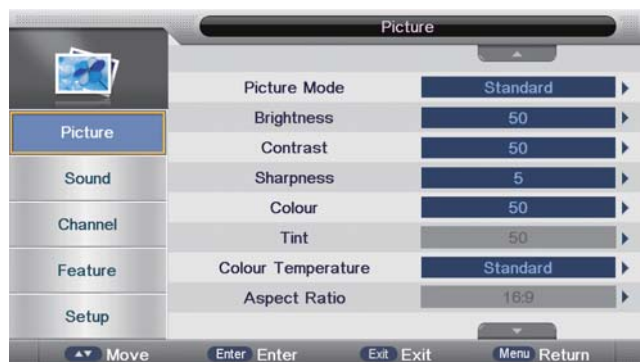 Picture
Picture Mode Standard
Brightness 50
Picture
Contrast 50
Sound
Sharpness 5
Colour 50
Channel
Tint 50
Feature
Colour Temperature Standard
Aspect Ratio 16:9
Setup
Move Enter Enter Exit Exit Menu Return